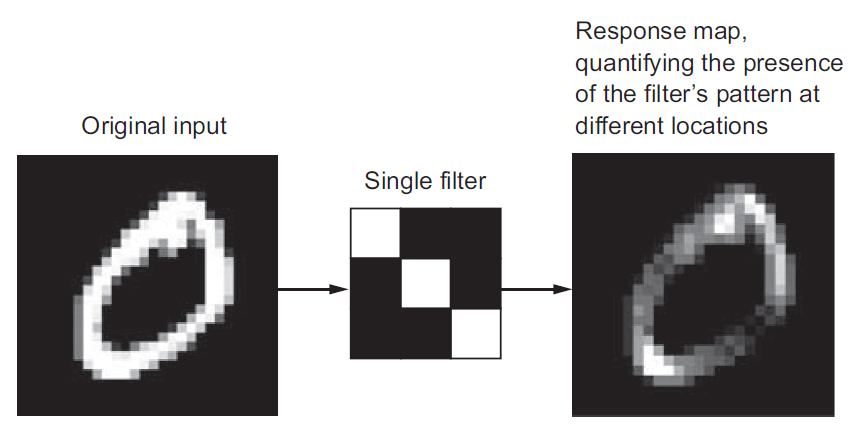 Original input
Single filter
Response map,
quantifying the presence
of the filter's pattern at
different locations